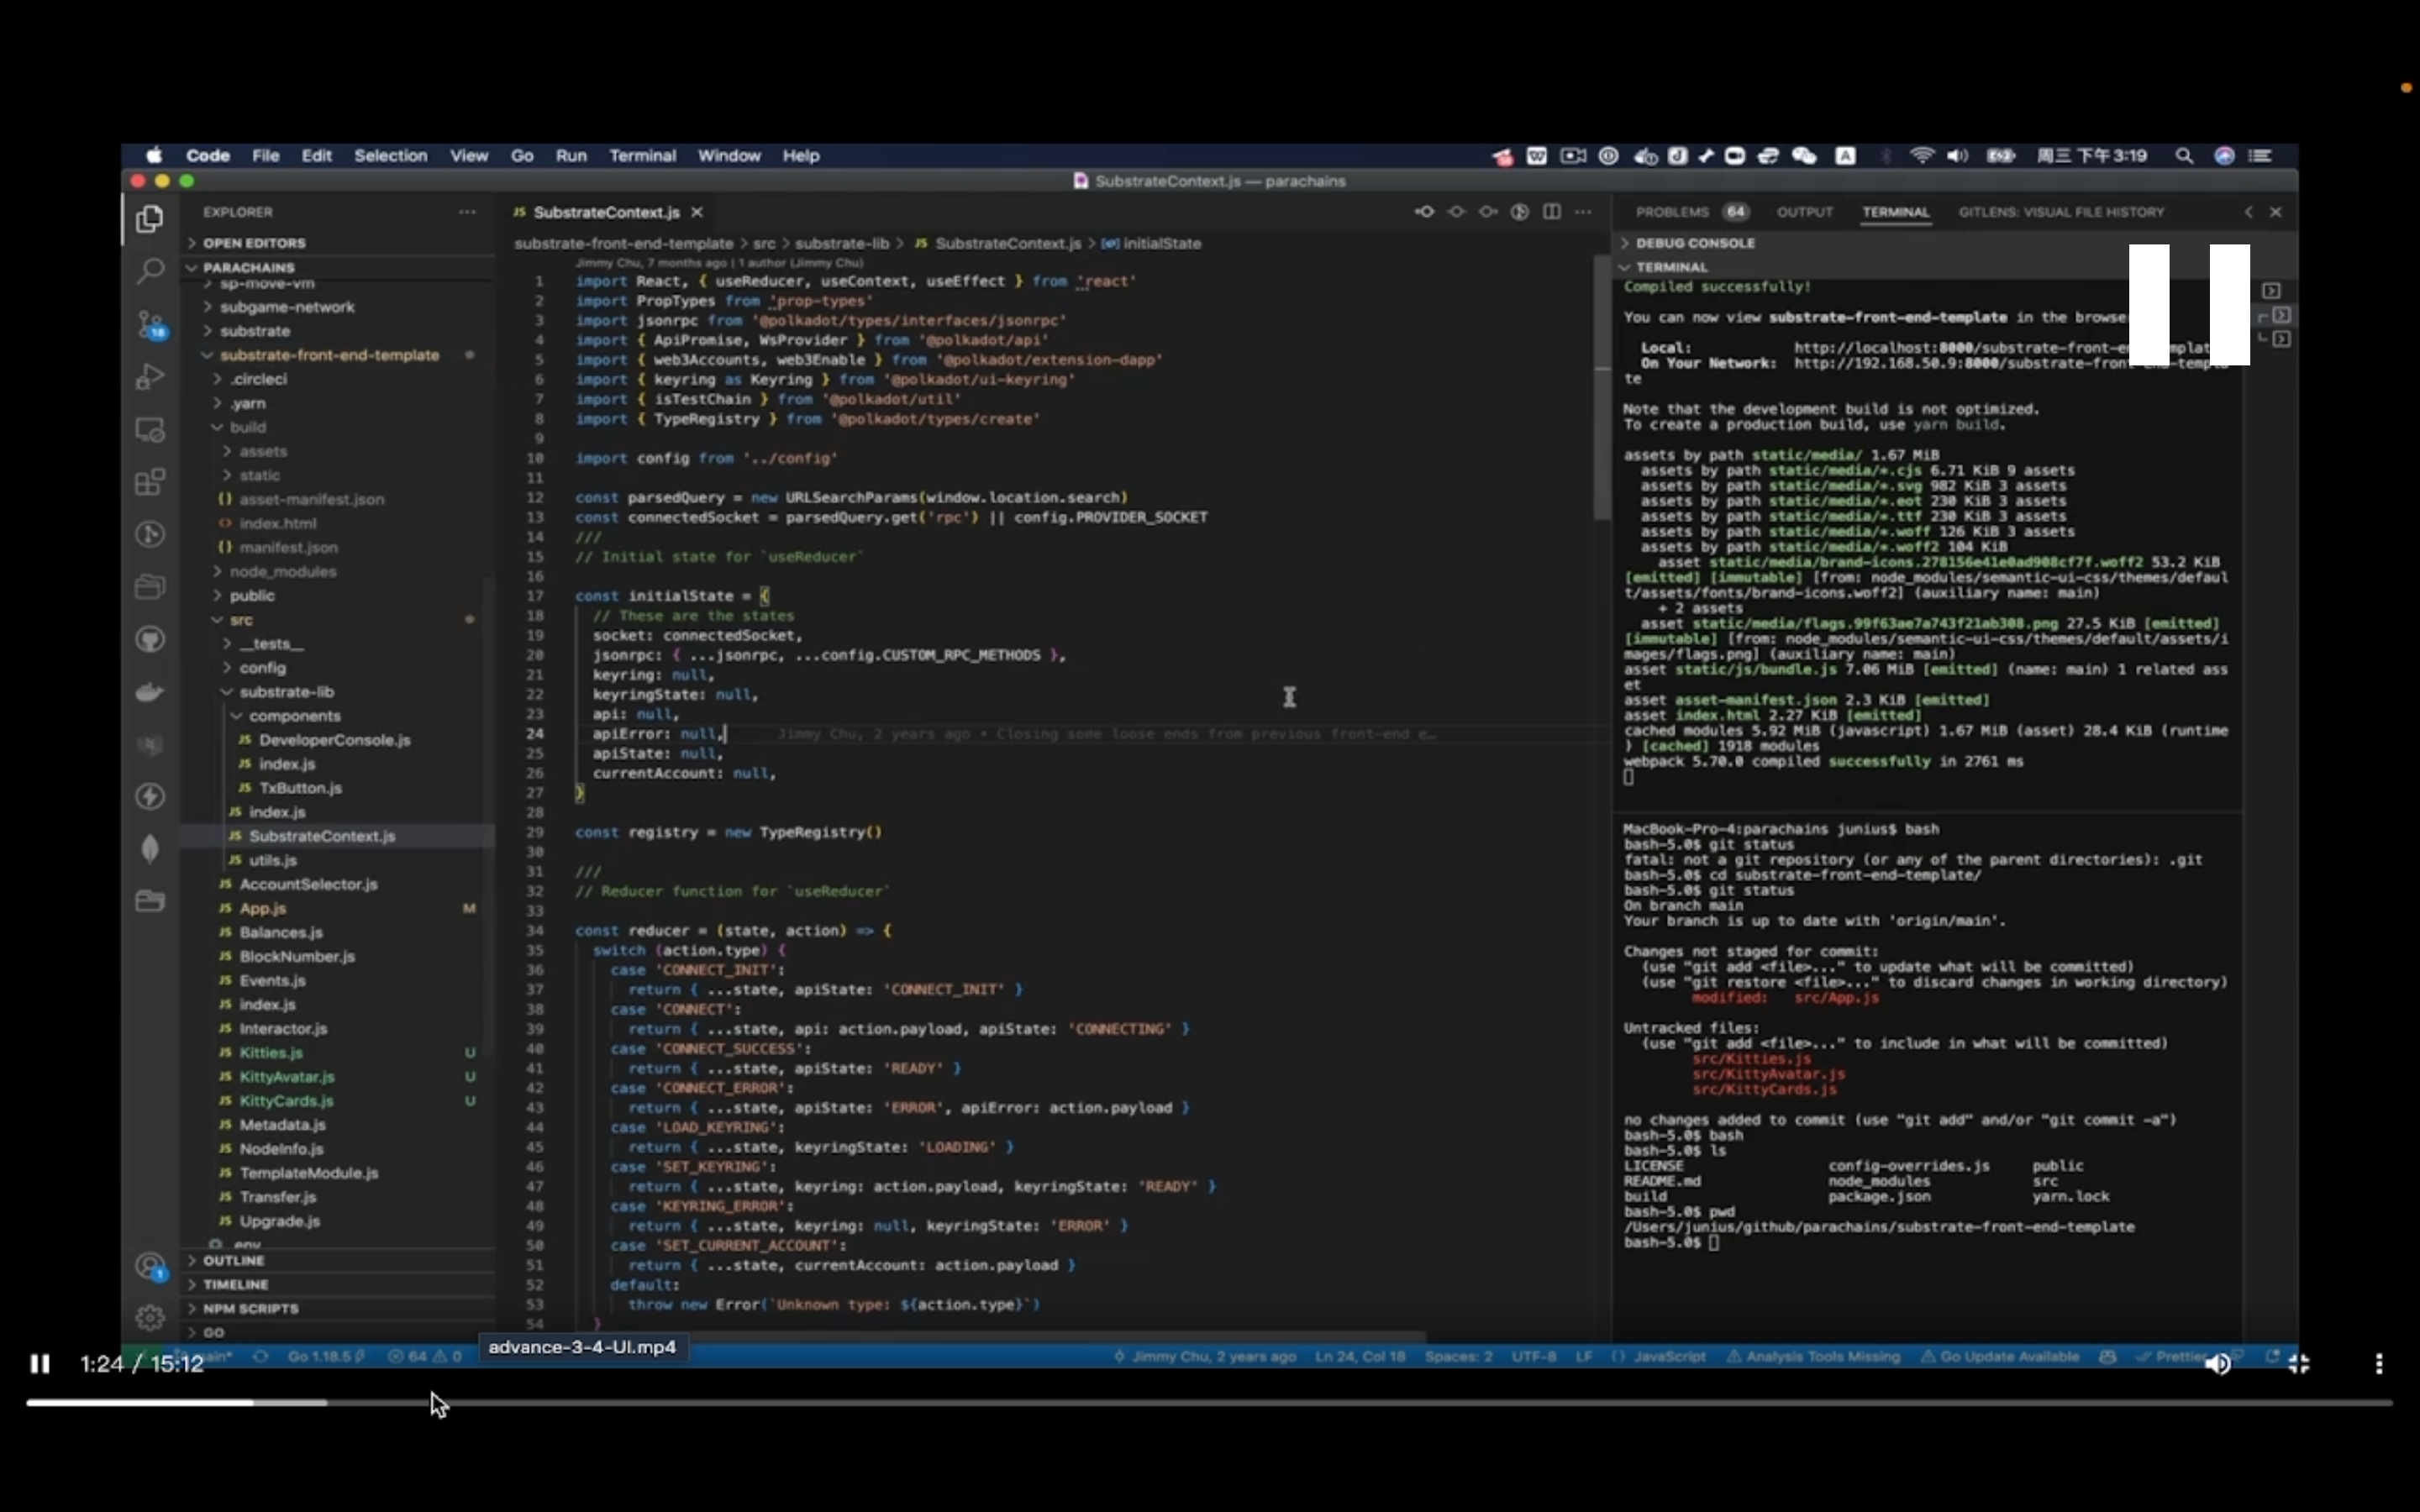 Code File Edit Selection View Go Run Terminal Window Help
周三下午3:19
SubstrateContext.js — parachains
EXPLORER
OPEN EDITORS
PARACHAINS
sp-move-vm
subgame-network
substrate
substrate-front-end-template
.circleci
.yarn
build
assets
static
asset-manifest.json
index.html
manifest.json
node_modules
public
src
__tests__
config
substrate-lib
components
DeveloperConsole.js
index.js
TxButton.js
index.js
SubstrateContext.js
utils.js
AccountSelector.js
App.js M
Balances.js
BlockNumber.js
Events.js
index.js
Interactor.js
Kitties.js U
KittyAvatar.js U
KittyCards.js U
Metadata.js
NodeInfo.js
TemplateModule.js
Transfer.js
Upgrade.js
.env
OUTLINE
TIMELINE
NPM SCRIPTS
GO
18
1
JS SubstrateContext.js
substrate-front-end-template > src > substrate-lib > JS SubstrateContext.js > initialState
Jimmy Chu, 7 months ago | 1 author (Jimmy Chu)
1 import React, { useReducer, useContext, useEffect } from 'react'
2 import PropTypes from 'prop-types'
3 import jsonrpc from '@polkadot/types/interfaces/jsonrpc'
4 import { ApiPromise, WsProvider } from '@polkadot/api'
5 import { web3Accounts, web3Enable } from '@polkadot/extension-dapp'
6 import { keyring as Keyring } from '@polkadot/ui-keyring'
7 import { isTestChain } from '@polkadot/util'
8 import { TypeRegistry } from '@polkadot/types/create'
9
10 import config from '../config'
11
12 const parsedQuery = new URLSearchParams(window.location.search)
13 const connectedSocket = parsedQuery.get('rpc') || config.PROVIDER_SOCKET
14 ///
15 // Initial state for `useReducer`
16
17 const initialState = {
18 // These are the states
19 socket: connectedSocket,
20 jsonrpc: { ...jsonrpc, ...config.CUSTOM_RPC_METHODS },
21 keyring: null,
22 keyringState: null,
23 api: null,
24 apiError: null, Jimmy Chu, 2 years ago • Closing some loose ends from previous front-end e…
25 apiState: null,
26 currentAccount: null,
27 }
28
29 const registry = new TypeRegistry()
30
31 ///
32 // Reducer function for `useReducer`
33
34 const reducer = (state, action) => {
35 switch (action.type) {
36 case 'CONNECT_INIT':
37 return { ...state, apiState: 'CONNECT_INIT' }
38 case 'CONNECT':
39 return { ...state, api: action.payload, apiState: 'CONNECTING' }
40 case 'CONNECT_SUCCESS':
41 return { ...state, apiState: 'READY' }
42 case 'CONNECT_ERROR':
43 return { ...state, apiState: 'ERROR', apiError: action.payload }
44 case 'LOAD_KEYRING':
45 return { ...state, keyringState: 'LOADING' }
46 case 'SET_KEYRING':
47 return { ...state, keyring: action.payload, keyringState: 'READY' }
48 case 'KEYRING_ERROR':
49 return { ...state, keyring: null, keyringState: 'ERROR' }
50 case 'SET_CURRENT_ACCOUNT':
51 return { ...state, currentAccount: action.payload }
52 default:
53 throw new Error(`Unknown type: ${action.type}`)
54 }
PROBLEMS 64 OUTPUT TERMINAL GITLENS: VISUAL FILE HISTORY
DEBUG CONSOLE
TERMINAL
Compiled successfully!
You can now view substrate-front-end-template in the browse
Local: http://localhost:8000/substrate-front-e
On Your Network: http://192.168.50.9:8000/substrate-front-end-templa
te
Note that the development build is not optimized.
To create a production build, use yarn build.
assets by path static/media/ 1.67 MiB
assets by path static/media/*.cjs 6.71 KiB 9 assets
assets by path static/media/*.svg 982 KiB 3 assets
assets by path static/media/*.eot 230 KiB 3 assets
assets by path static/media/*.ttf 230 KiB 3 assets
assets by path static/media/*.woff 126 KiB 3 assets
assets by path static/media/*.woff2 104 KiB
asset static/media/brand-icons.278156e41e0ad908cf7f.woff2 53.2 KiB
[emitted] [immutable] [from: node_modules/semantic-ui-css/themes/defaul
t/assets/fonts/brand-icons.woff2] (auxiliary name: main)
+ 2 assets
asset static/media/flags.99f63ae7a743f21ab308.png 27.5 KiB [emitted]
[immutable] [from: node_modules/semantic-ui-css/themes/default/assets/i
mages/flags.png] (auxiliary name: main)
asset static/js/bundle.js 7.06 MiB [emitted] (name: main) 1 related ass
et
asset asset-manifest.json 2.3 KiB [emitted]
asset index.html 2.27 KiB [emitted]
cached modules 5.92 MiB (javascript) 1.67 MiB (asset) 28.4 KiB (runtime
) [cached] 1918 modules
webpack 5.70.0 compiled successfully in 2761 ms
MacBook-Pro-4:parachains junius$ bash
bash-5.0$ git status
fatal: not a git repository (or any of the parent directories): .git
bash-5.0$ cd substrate-front-end-template/
bash-5.0$ git status
On branch main
Your branch is up to date with 'origin/main'.
Changes not staged for commit:
(use "git add <file>..." to update what will be committed)
(use "git restore <file>..." to discard changes in working directory)
modified: src/App.js
Untracked files:
(use "git add <file>..." to include in what will be committed)
src/Kitties.js
src/KittyAvatar.js
src/KittyCards.js
no changes added to commit (use "git add" and/or "git commit -a")
bash-5.0$ bash
bash-5.0$ ls
LICENSE config-overrides.js public
README.md node_modules src
build package.json yarn.lock
bash-5.0$ pwd
/Users/junius/github/parachains/substrate-front-end-template
bash-5.0$
advance-3-4-UI.mp4
main* Go 1.18.5 64 0 Jimmy Chu, 2 years ago Ln 24, Col 18 Spaces: 2 UTF-8 LF JavaScript Analysis Tools Missing Go Update Available Prettier
1:24 / 15:12